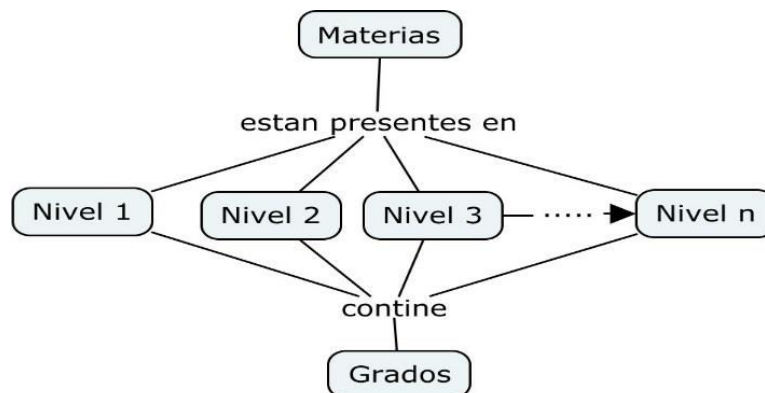 Materias
estan presentes en
Nivel 1
Nivel 2
Nivel 3
.....
Nivel n
contine
Grados